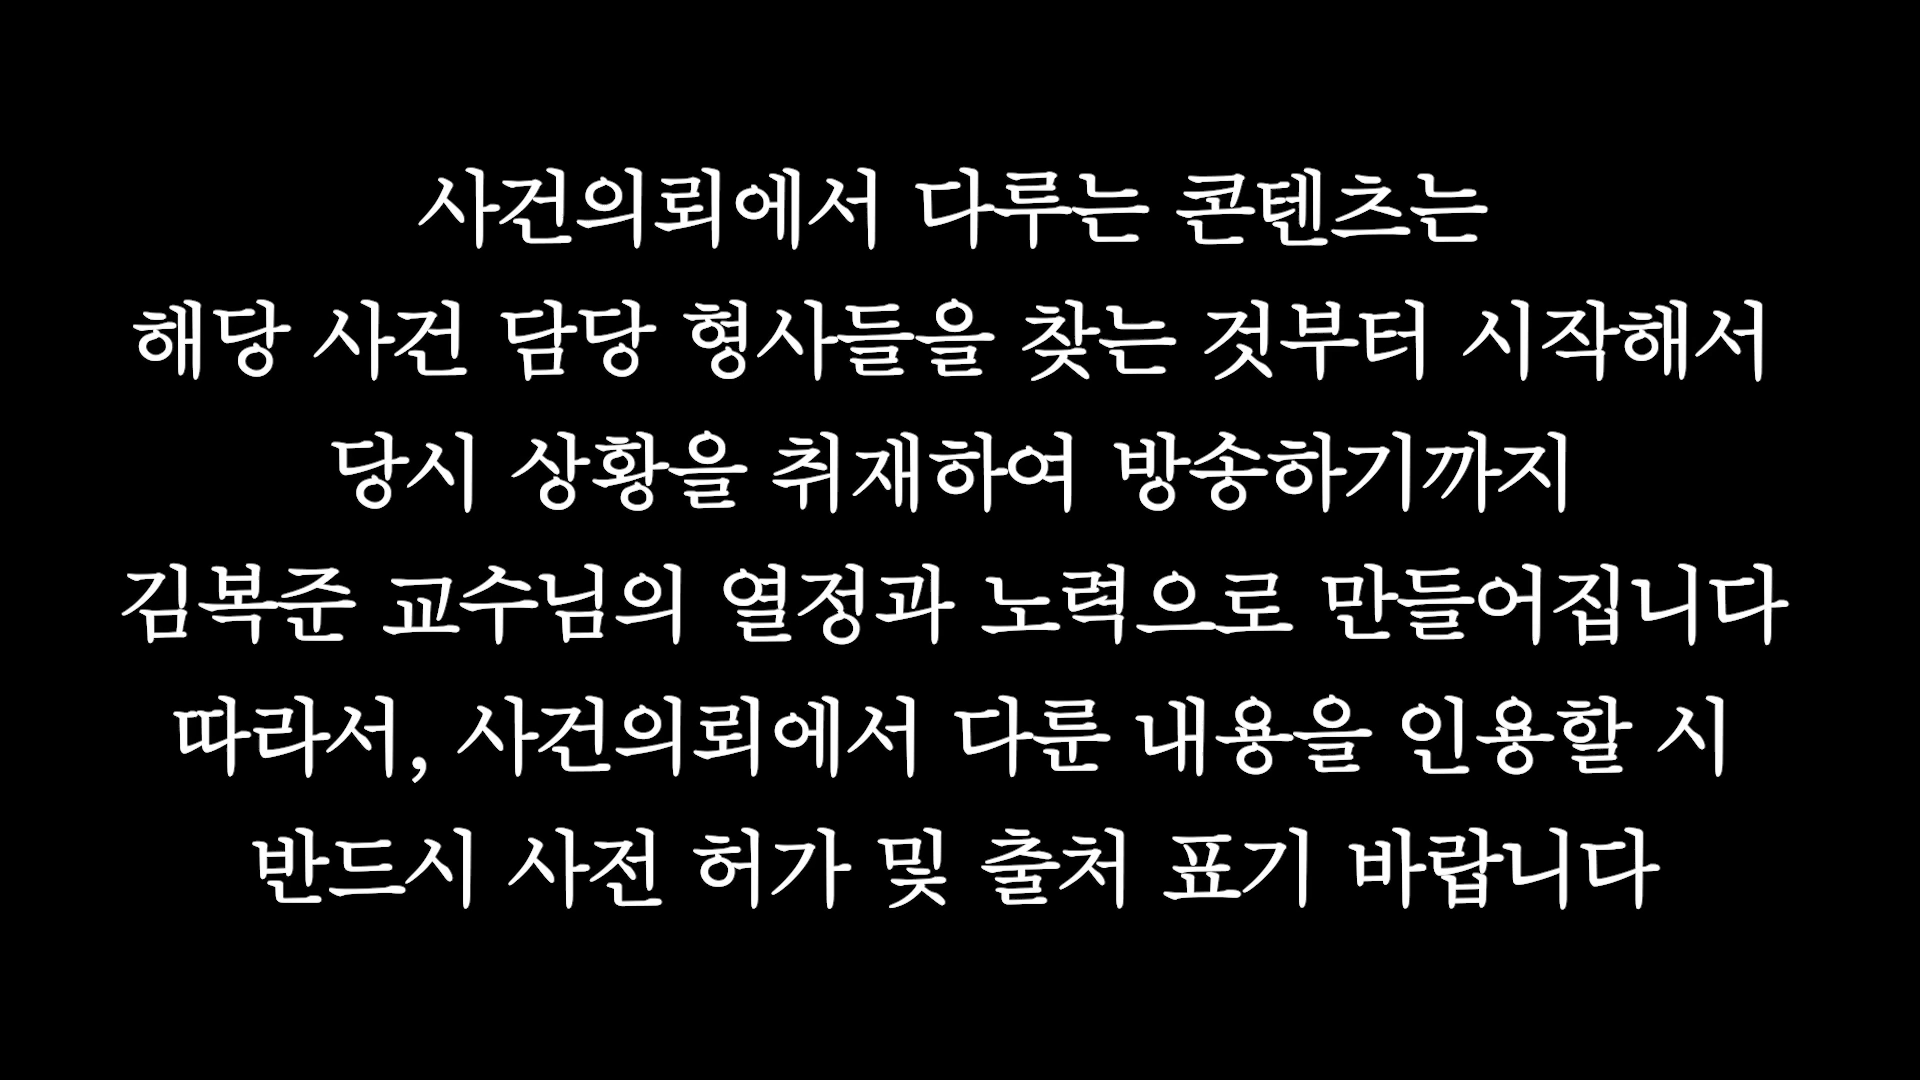 사건의뢰에서 다루는 콘텐츠는
해당 사건 담당 형사들을 찾는 것부터 시작해서
당시 상황을 취재하여 방송하기까지
김복준 교수님의 열정과 노력으로 만들어집니다
따라서, 사건의뢰에서 다룬 내용을 인용할 시
반드시 사전 허가 및 출처 표기 바랍니다